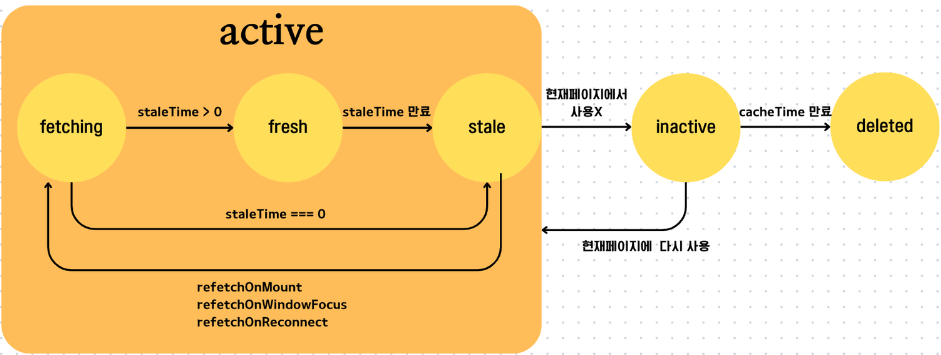 active
fetching
staleTime > 0
fresh
staleTime 만료
stale
현재페이지에서
사용X
inactive
cacheTime 만료
deleted
staleTime === 0
현재페이지에 다시 사용
refetchOnMount
refetchOnWindowFocus
refetchOnReconnect